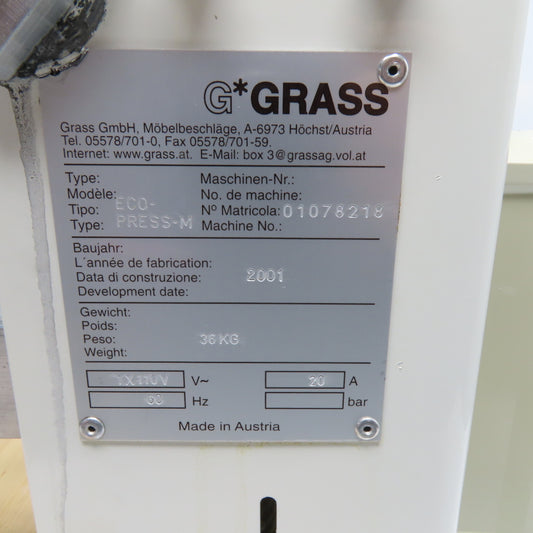 G*GRASS
Grass GmbH, Möbelbeschläge, A-6973 Höchst/Austria
Tel. 05578/701-0, Fax 05578/701-59.
Internet: www.grass.at. E-Mail: box 3@grassag.vol.at
Type: Maschinen-Nr.:
Modèle: No. de machine:
Tipo: ECO- Nº Matricola: 01078218
Type: PRESS-M Machine No.:
Baujahr:
L´année de fabrication:
Data di construzione: 2001
Development date:
Gewicht:
Poids:
Peso: 36KG
Weight:
V~ 20 A
60 Hz bar
Made in Austria